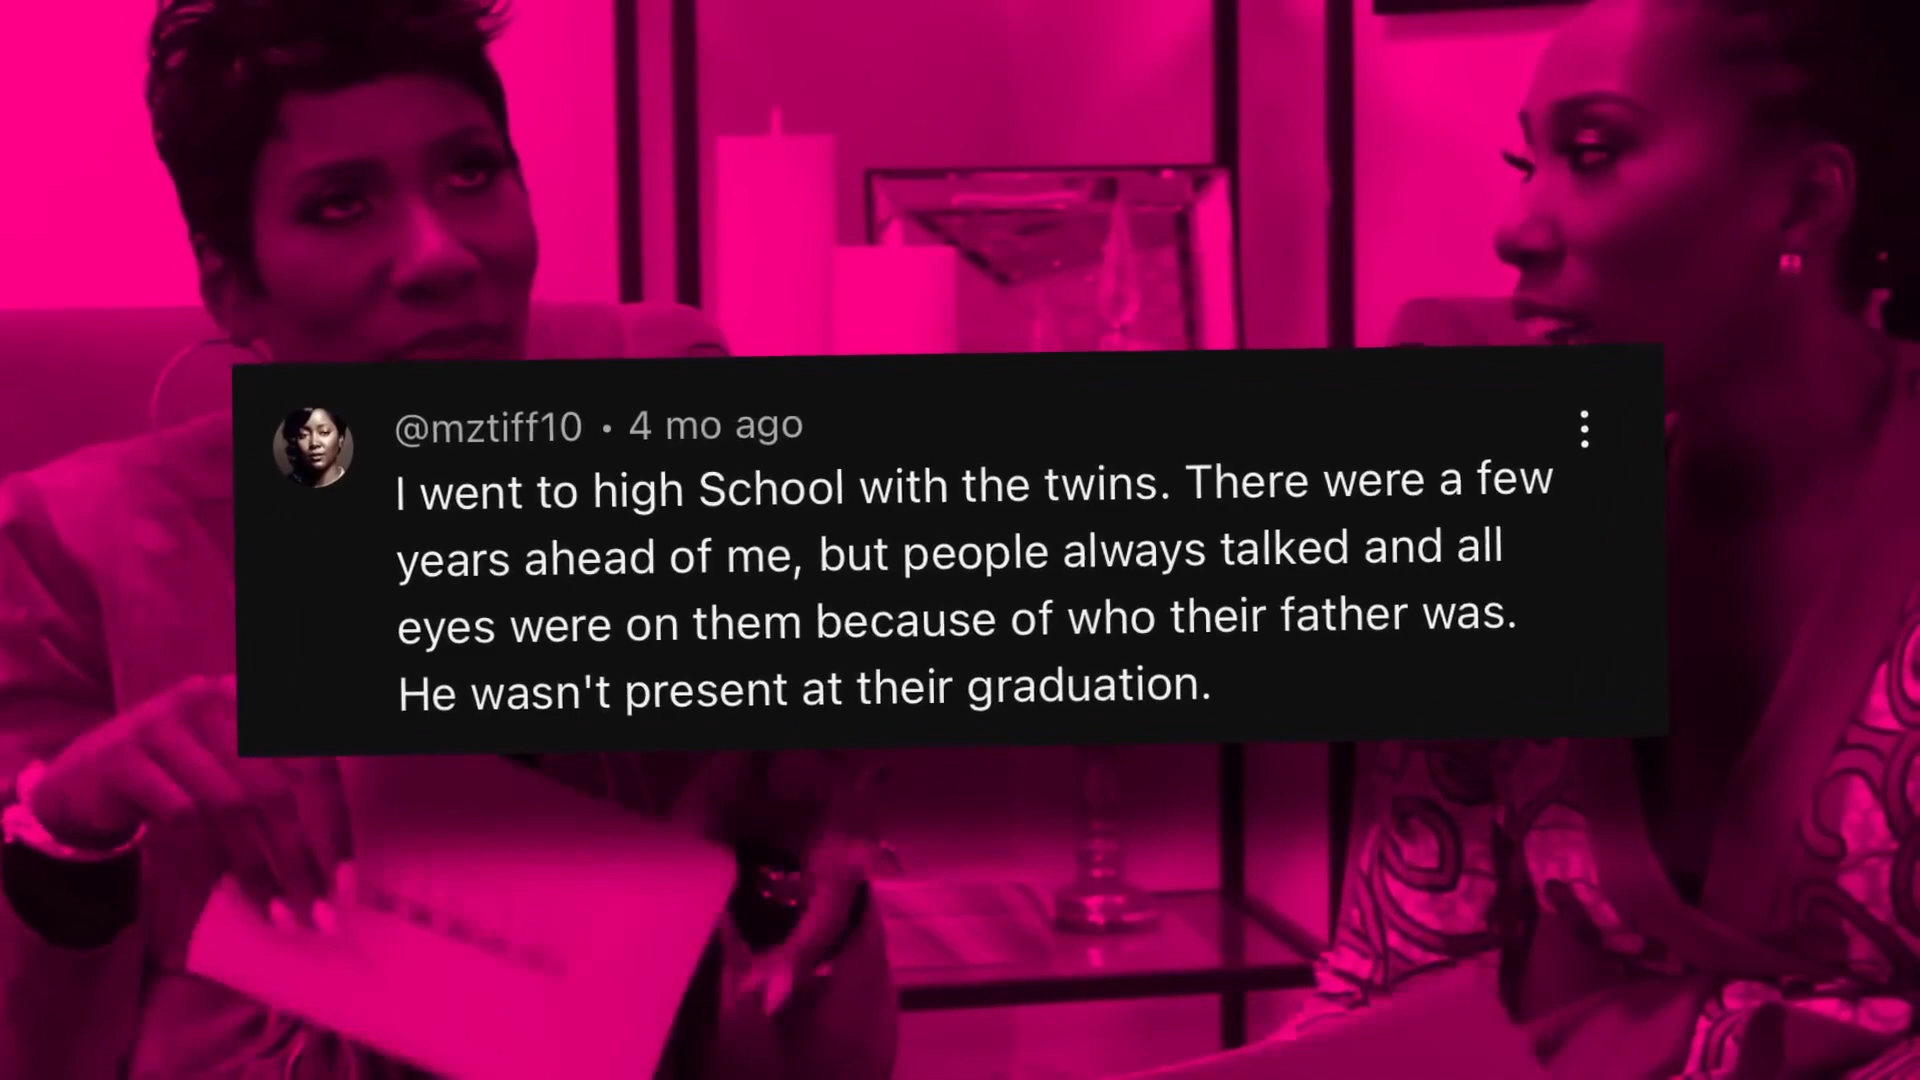 @mztiff10 • 4 mo ago
I went to high School with the twins. There were a few
years ahead of me, but people always talked and all
eyes were on them because of who their father was.
He wasn't present at their graduation.